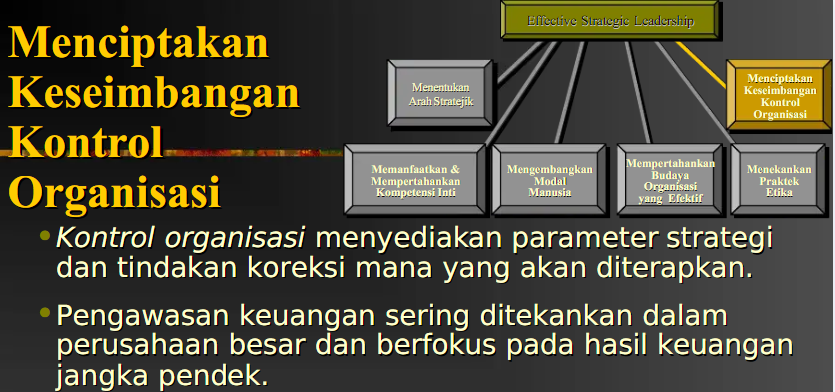 Menciptakan
Keseimbangan
Kontrol
Organisasi
Effective Strategic Leadership
Menentukan
Arah Stratejik
Menciptakan
Keseimbangan
Kontrol
Organisasi
Memanfaatkan &
Mempertahankan
Kompetensi Inti
Mengembangkan
Modal
Manusia
Mempertahankan
Budaya
Organisasi
yang Efektif
Menekankan
Praktek
Etika
Kontrol organisasi menyediakan parameter strategi
dan tindakan koreksi mana yang akan diterapkan.
Pengawasan keuangan sering ditekankan dalam
perusahaan besar dan berfokus pada hasil keuangan
jangka pendek.